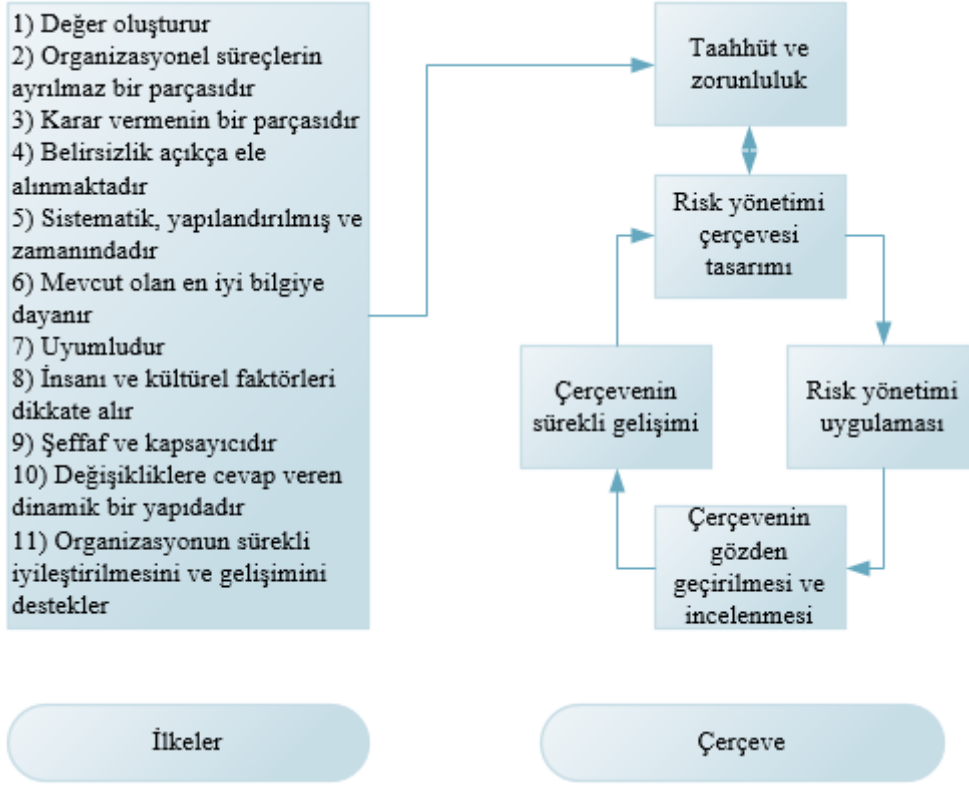 1) Değer oluşturur
2) Organizasyonel süreçlerin
ayrılmaz bir parçasıdır
3) Karar vermenin bir parçasıdır
4) Belirsizlik açıkça ele
alınmaktadır
5) Sistematik, yapılandırılmış ve
zamanındadır
6) Mevcut olan en iyi bilgiye
dayanır
7) Uyumludur
8) İnsanı ve kültürel faktörleri
dikkate alır
9) Şeffaf ve kapsayıcıdır
10) Değişikliklere cevap veren
dinamik bir yapıdadır
11) Organizasyonun sürekli
iyileştirilmesini ve gelişimini
destekler
Taahhüt ve
zorunluluk
Risk yönetimi
çerçevesi
tasarımı
Çerçevenin
sürekli gelişimi
Risk yönetimi
uygulaması
Çerçevenin
gözden
geçirilmesi ve
incelenmesi
İlkeler
Çerçeve